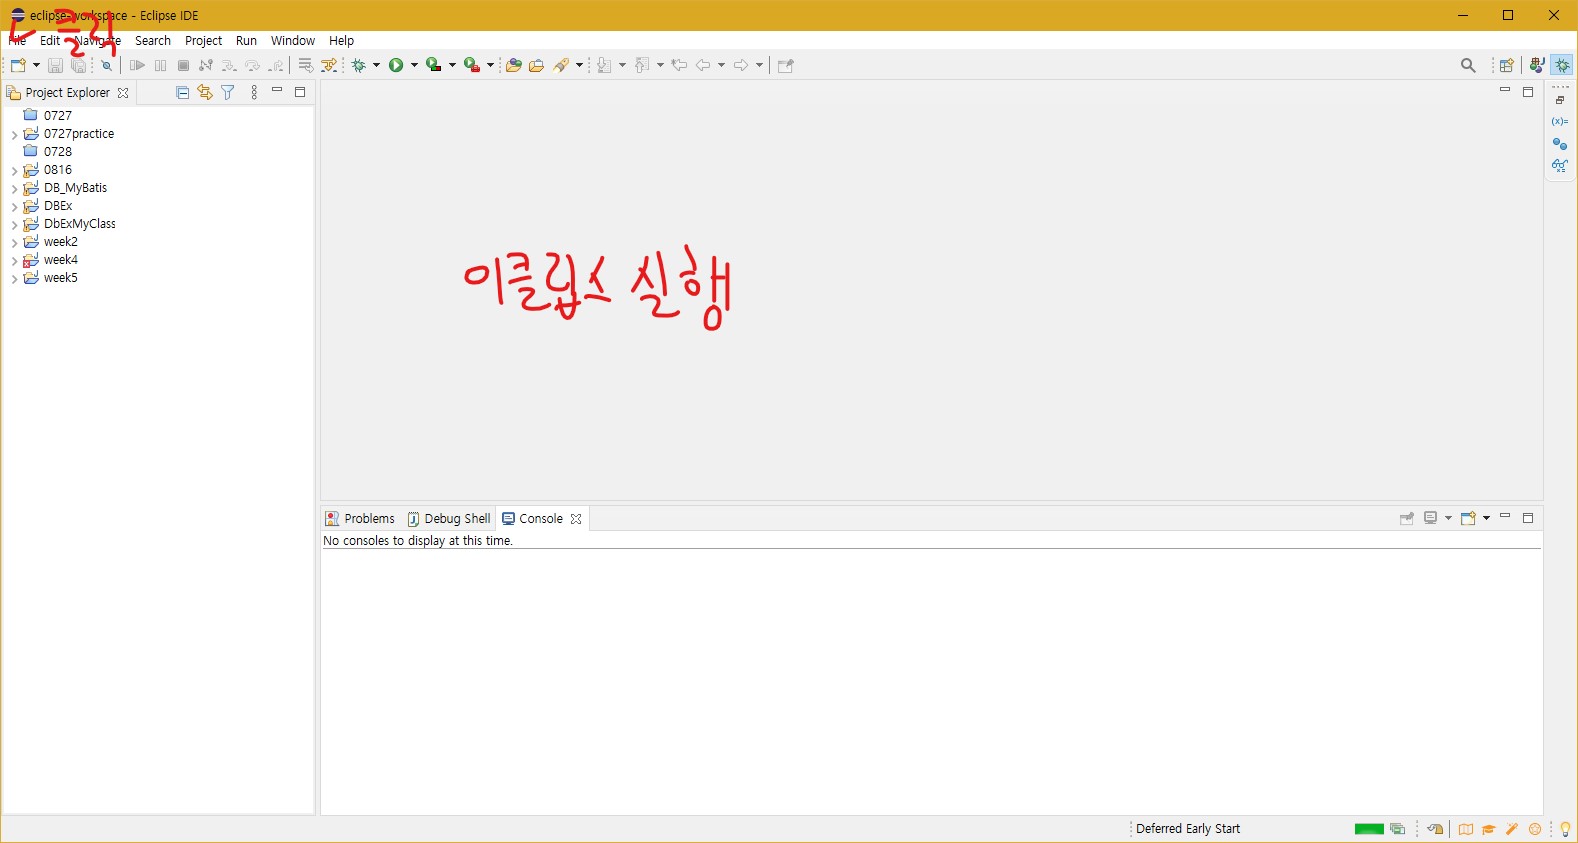 eclipse-workspace - Eclipse IDE
클릭
File Edit Navigate Search Project Run Window Help
Project Explorer
0727
0727practice
0728
0816
DB_MyBatis
DBEx
DbExMyClass
week2
week4
week5
이클립스 실행
(x)=
Problems Debug Shell Console
No consoles to display at this time.
Deferred Early Start